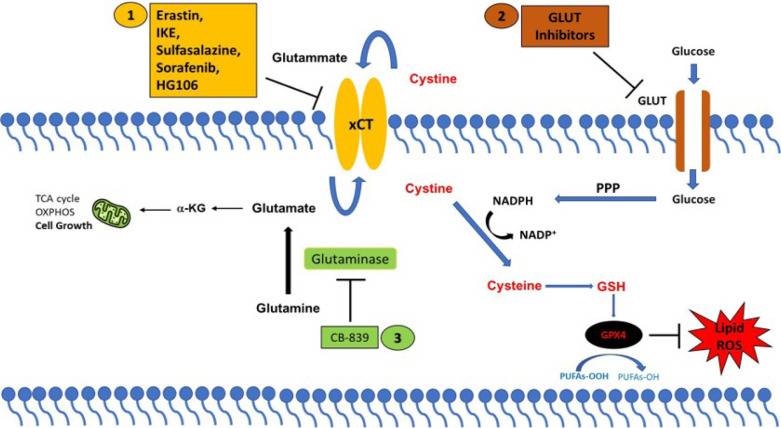 1
Erastin,
IKE,
Sulfasalazine,
Sorafenib,
HG106
Glutammate
Cystine
2
GLUT
Inhibitors
Glucose
GLUT
xCT
Cystine
NADPH
PPP
Glucose
NADP+
TCA cycle
OXPHOS
Cell Growth
α-KG
Glutamate
Glutaminase
Glutamine
CB-839
3
Cysteine
GSH
GPX4
Lipid
ROS
PUFAs-OOH
PUFAs-OH